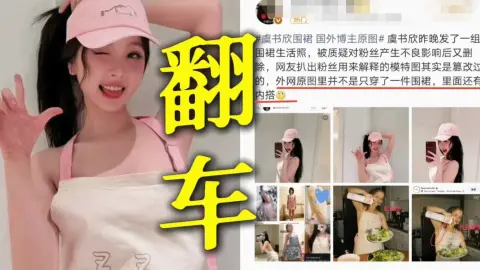 翻
车
热门
#虞书欣围裙 国外博主原图# 虞书欣昨晚发了一组
围裙生活照，被质疑对粉丝产生不良影响后又删
除，网友扒出粉丝用来解释的模特图其实是篡改过
的，外网原图里并不是只穿了一件围裙，里面还有
内搭